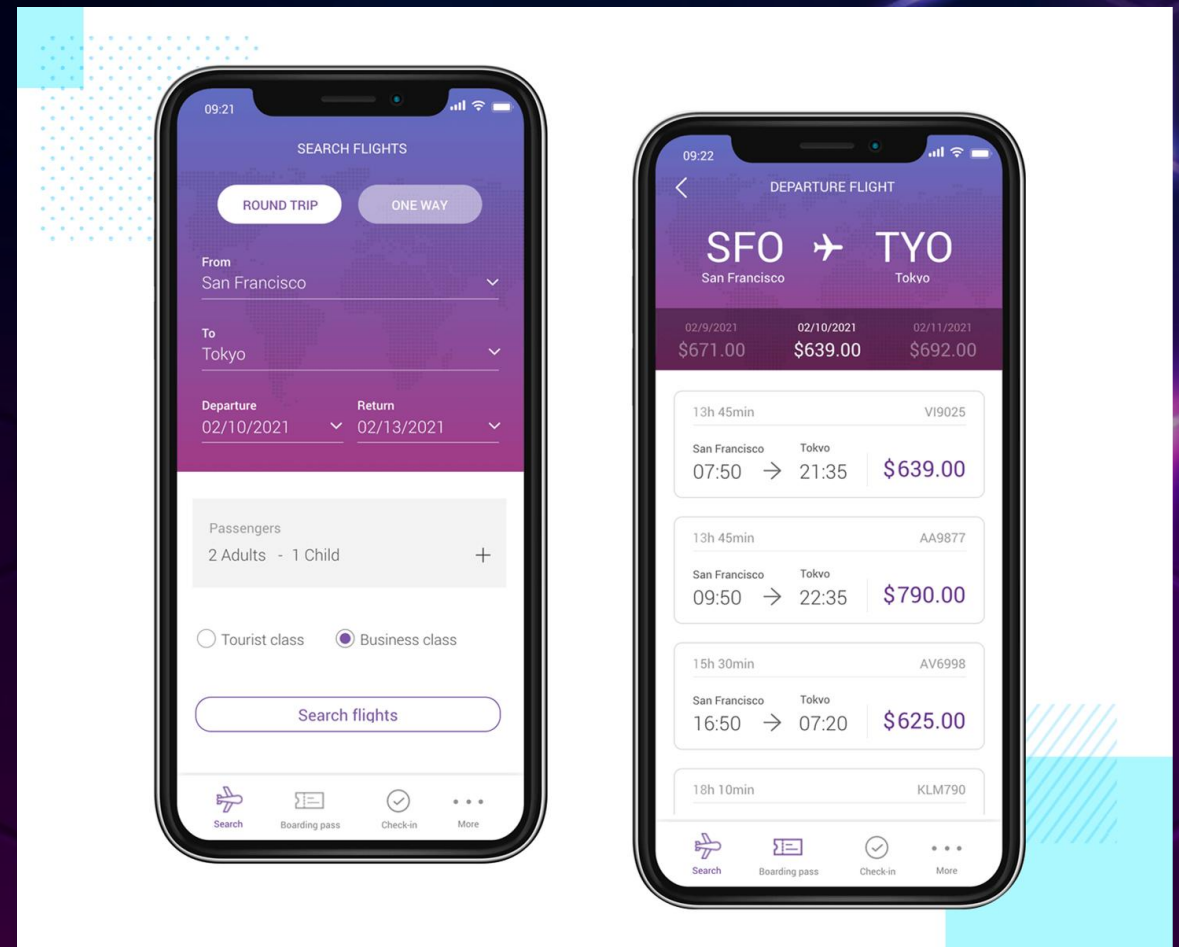 09:21
SEARCH FLIGHTS
ROUND TRIP ONE WAY
From
San Francisco
To
Tokyo
Departure Return
02/10/2021 02/13/2021
Passengers
2 Adults - 1 Child
Tourist class Business class
Search flights
Search Boarding pass Check-in More
09:22
DEPARTURE FLIGHT
SFO TYO
San Francisco Tokyo
02/9/2021 02/10/2021 02/11/2021
$671.00 $639.00 $692.00
13h 45min VI9025
San Francisco Tokyo
07:50 → 21:35 $639.00
13h 45min AA9877
San Francisco Tokyo
09:50 → 22:35 $790.00
15h 30min AV6998
San Francisco Tokyo
16:50 → 07:20 $625.00
18h 10min KLM790
Search Boarding pass Check-in More